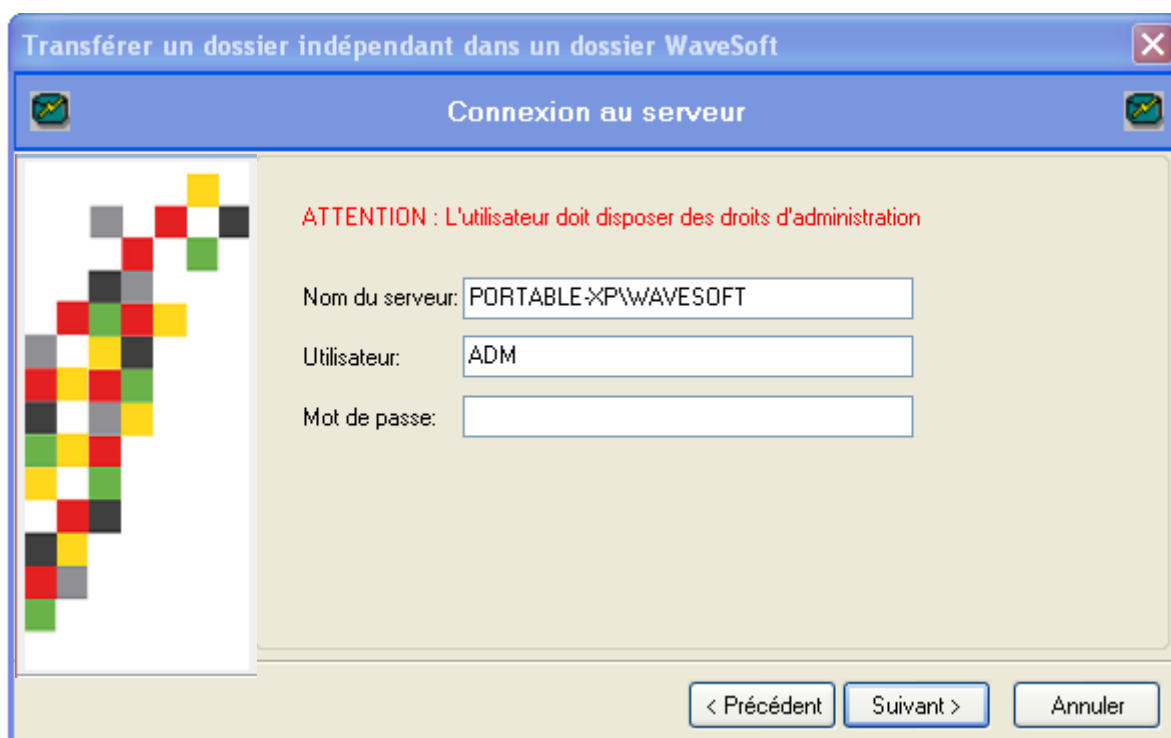 Transférer un dossier indépendant dans un dossier WaveSoft
Connexion au serveur
ATTENTION : L'utilisateur doit disposer des droits d'administration
Nom du serveur: PORTABLE-XP\WAVESOFT
Utilisateur: ADM
Mot de passe:
< Précédent Suivant > Annuler